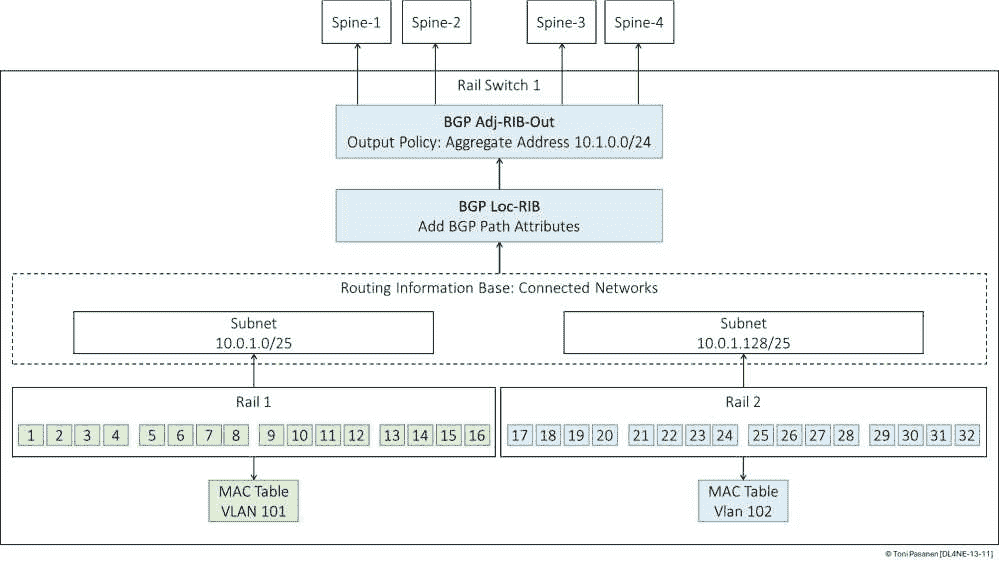 Spine-1 Spine-2 Spine-3 Spine-4
Rail Switch 1
BGP Adj-RIB-Out
Output Policy: Aggregate Address 10.1.0.0/24
BGP Loc-RIB
Add BGP Path Attributes
Routing Information Base: Connected Networks
Subnet
10.0.1.0/25
Subnet
10.0.1.128/25
Rail 1
1 2 3 4 5 6 7 8 9 10 11 12 13 14 15 16
Rail 2
17 18 19 20 21 22 23 24 25 26 27 28 29 30 31 32
MAC Table
VLAN 101
MAC Table
Vlan 102
© Toni Pasanen [DL4NE-13-11]